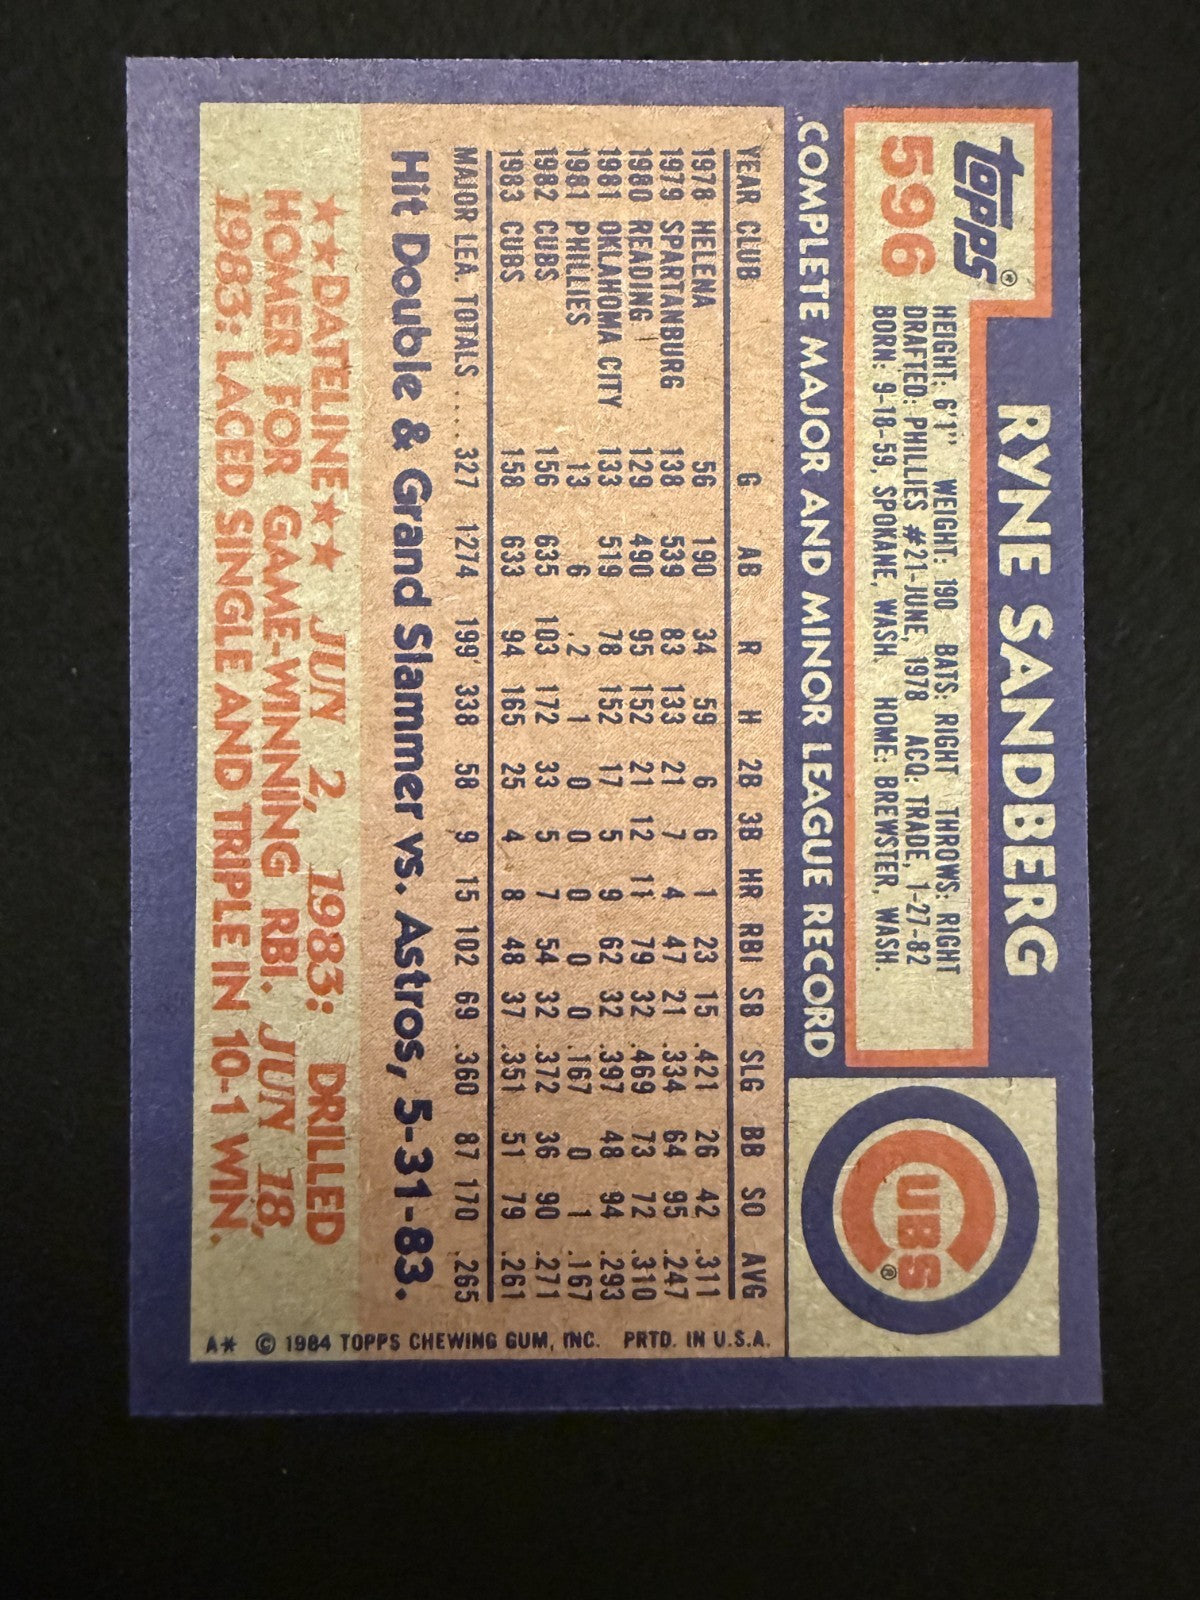 topps®
596
RYNE SANDBERG
HEIGHT: 6'1" WEIGHT: 190 BATS: RIGHT THROWS: RIGHT
DRAFTED: PHILLIES #21-JUNE, 1978 ACQ. TRADE, 1-27-82
BORN: 9-18-59, SPOKANE, WASH. HOME: BREWSTER, WASH.
CUBS®
COMPLETE MAJOR AND MINOR LEAGUE RECORD
YEAR CLUB G AB R H 2B 3B HR RBI SB SLG BB SO AVG
1978 HELENA 56 190 34 59 6 6 1 23 15 .421 26 42 .311
1979 SPARTANBURG 138 539 83 133 21 7 4 47 21 .334 64 95 .247
1980 READING 129 490 95 152 21 12 11 79 32 .469 73 72 .310
1981 OKLAHOMA CITY 133 519 78 152 17 5 9 62 32 .397 48 94 .293
1981 PHILLIES 13 6 2 1 0 0 0 0 0 .167 0 1 .167
1982 CUBS 156 635 103 172 33 5 7 54 32 .372 36 90 .271
1983 CUBS 158 633 94 165 25 4 8 48 37 .351 51 79 .261
MAJOR LEA. TOTALS ..... 327 1274 199 338 58 9 15 102 69 .360 87 170 .265
Hit Double & Grand Slammer vs. Astros, 5-31-83.
★★DATELINE★★ JUN 2, 1983: DRILLED
HOMER FOR GAME-WINNING RBI. JUN 18,
1983: LACED SINGLE AND TRIPLE IN 10-1 WIN.
A* © 1984 TOPPS CHEWING GUM, INC. PRTD. IN U.S.A.